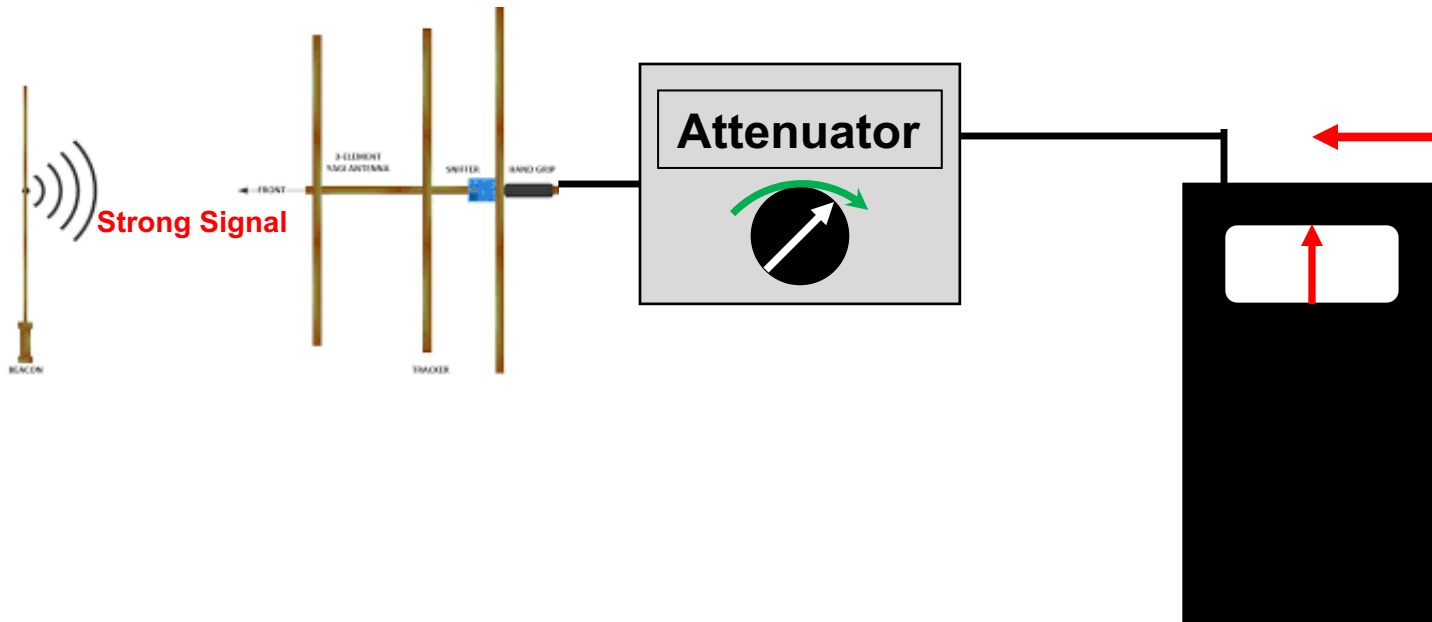 Attenuator
3-ELEMENT
YAGI ANTENNA
SNIFFER
HAND GRIP
FRONT
Strong Signal
BEACON
TRACKER